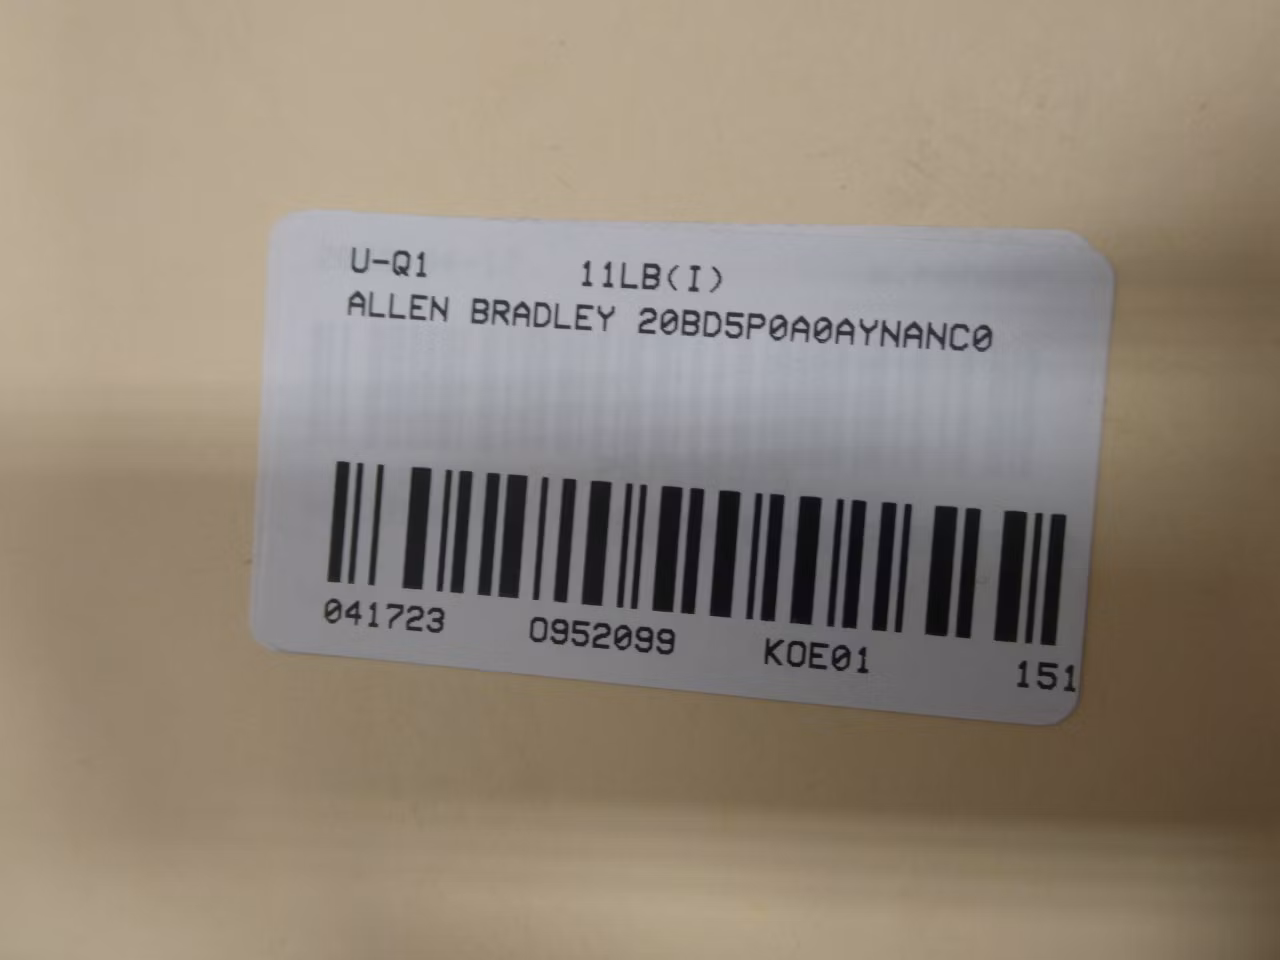 U-Q1 11LB(I)
ALLEN BRADLEY 20BD5P0A0AYNANC0
041723 0952099 KOE01 151